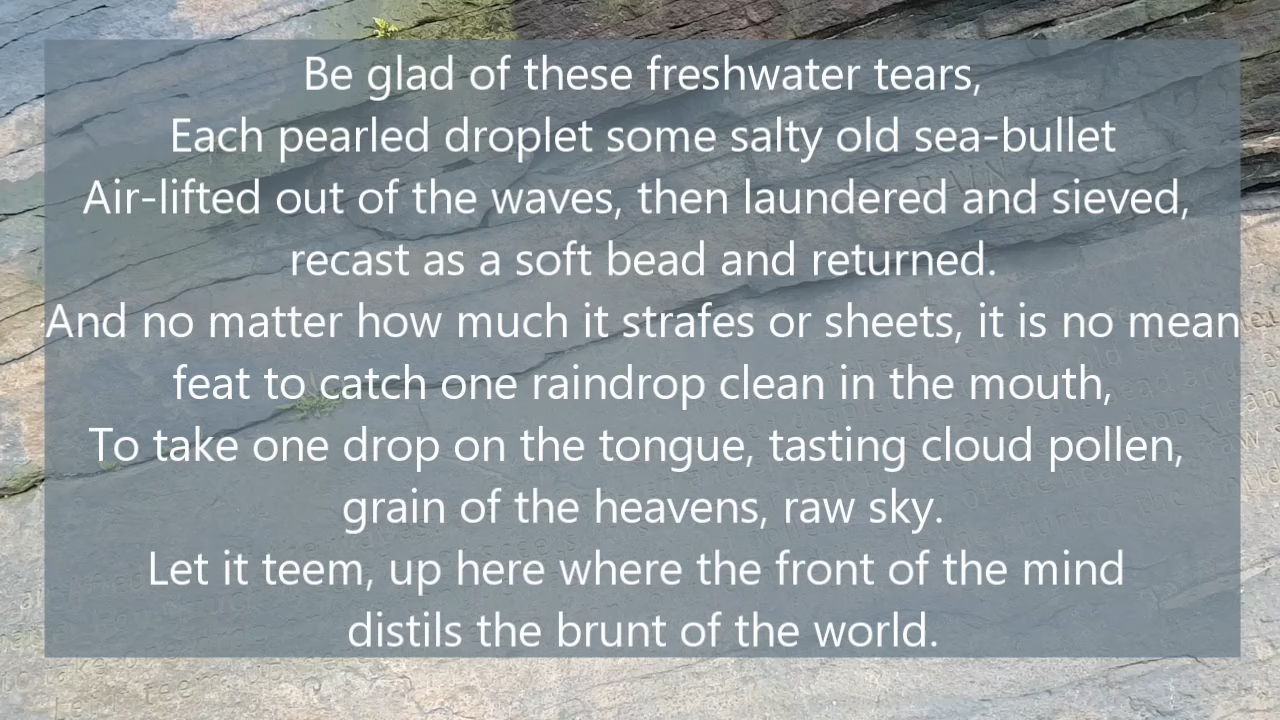 Be glad of these freshwater tears,
Each pearled droplet some salty old sea-bullet
Air-lifted out of the waves, then laundered and sieved,
recast as a soft bead and returned.
And no matter how much it strafes or sheets, it is no mean
feat to catch one raindrop clean in the mouth,
To take one drop on the tongue, tasting cloud pollen,
grain of the heavens, raw sky.
Let it teem, up here where the front of the mind
distils the brunt of the world.